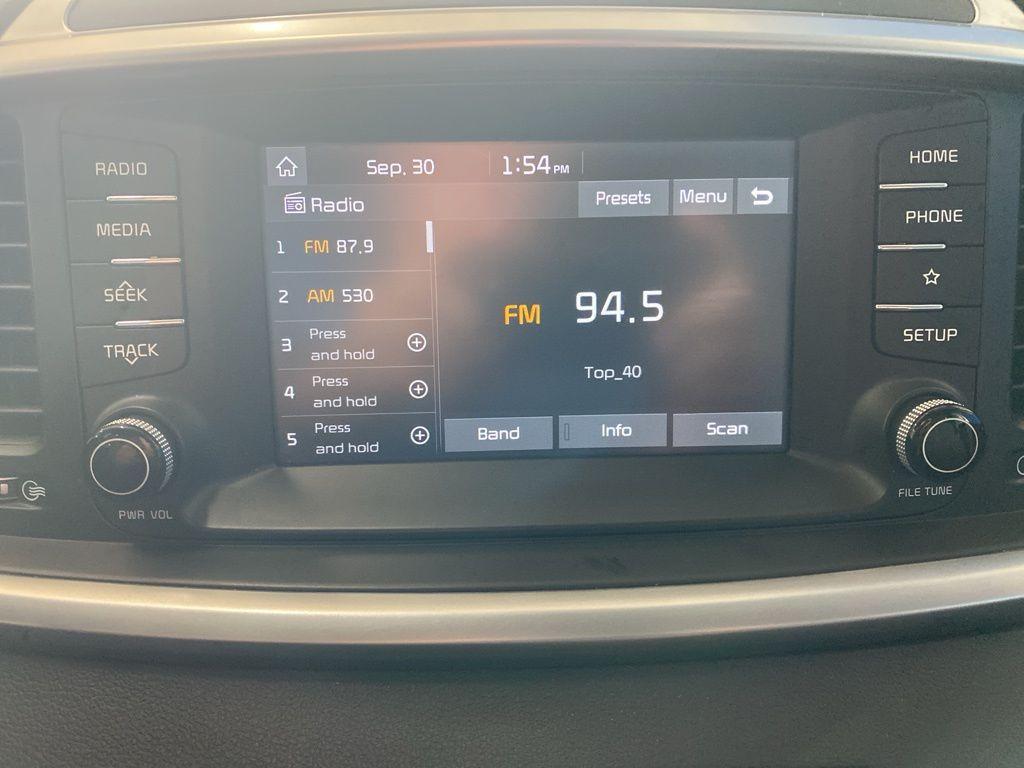 RADIO
MEDIA
SEEK
TRACK
PWR VOL
Sep. 30 1:54 PM
Radio
Presets Menu
1 FM 87.9
2 AM 530
3 Press
and hold
4 Press
and hold
5 Press
and hold
FM 94.5
Top_40
Band Info Scan
HOME
PHONE
SETUP
FILE TUNE